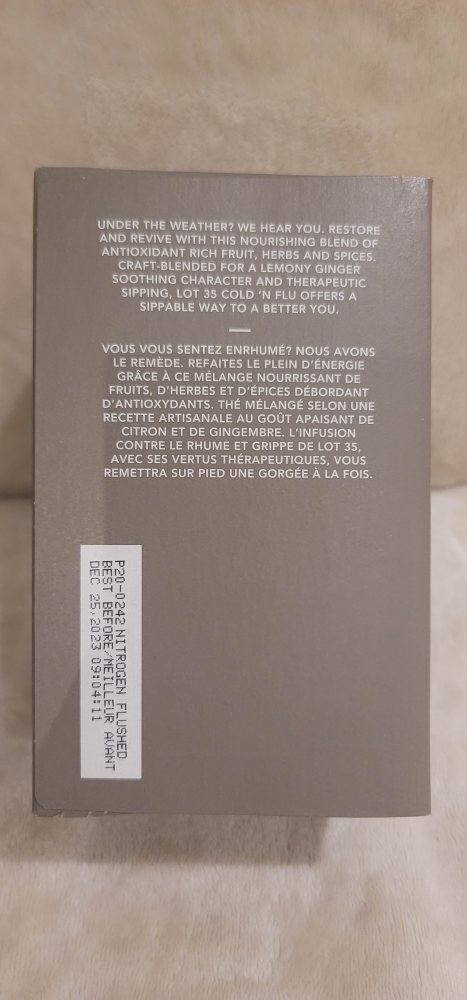 UNDER THE WEATHER? WE HEAR YOU. RESTORE
AND REVIVE WITH THIS NOURISHING BLEND OF
ANTIOXIDANT RICH FRUIT, HERBS AND SPICES.
CRAFT-BLENDED FOR A LEMONY GINGER
SOOTHING CHARACTER AND THERAPEUTIC
SIPPING, LOT 35 COLD 'N FLU OFFERS A
SIPPABLE WAY TO A BETTER YOU.
VOUS VOUS SENTEZ ENRHUMÉ? NOUS AVONS
LE REMÈDE. REFAITES LE PLEIN D'ÉNERGIE
GRÂCE À CE MÉLANGE NOURRISSANT DE
FRUITS, D'HERBES ET D'ÉPICES DÉBORDANT
D'ANTIOXYDANTS. THÉ MÉLANGÉ SELON UNE
RECETTE ARTISANALE AU GOÛT APAISANT DE
CITRON ET DE GINGEMBRE. L'INFUSION
CONTRE LE RHUME ET GRIPPE DE LOT 35,
AVEC SES VERTUS THÉRAPEUTIQUES, VOUS
REMETTRA SUR PIED UNE GORGÉE À LA FOIS.
P20-0242 NITROGEN FLUSHED
BEST BEFORE/MEILLEUR AVANT
DEC 25,2023 09:04:11